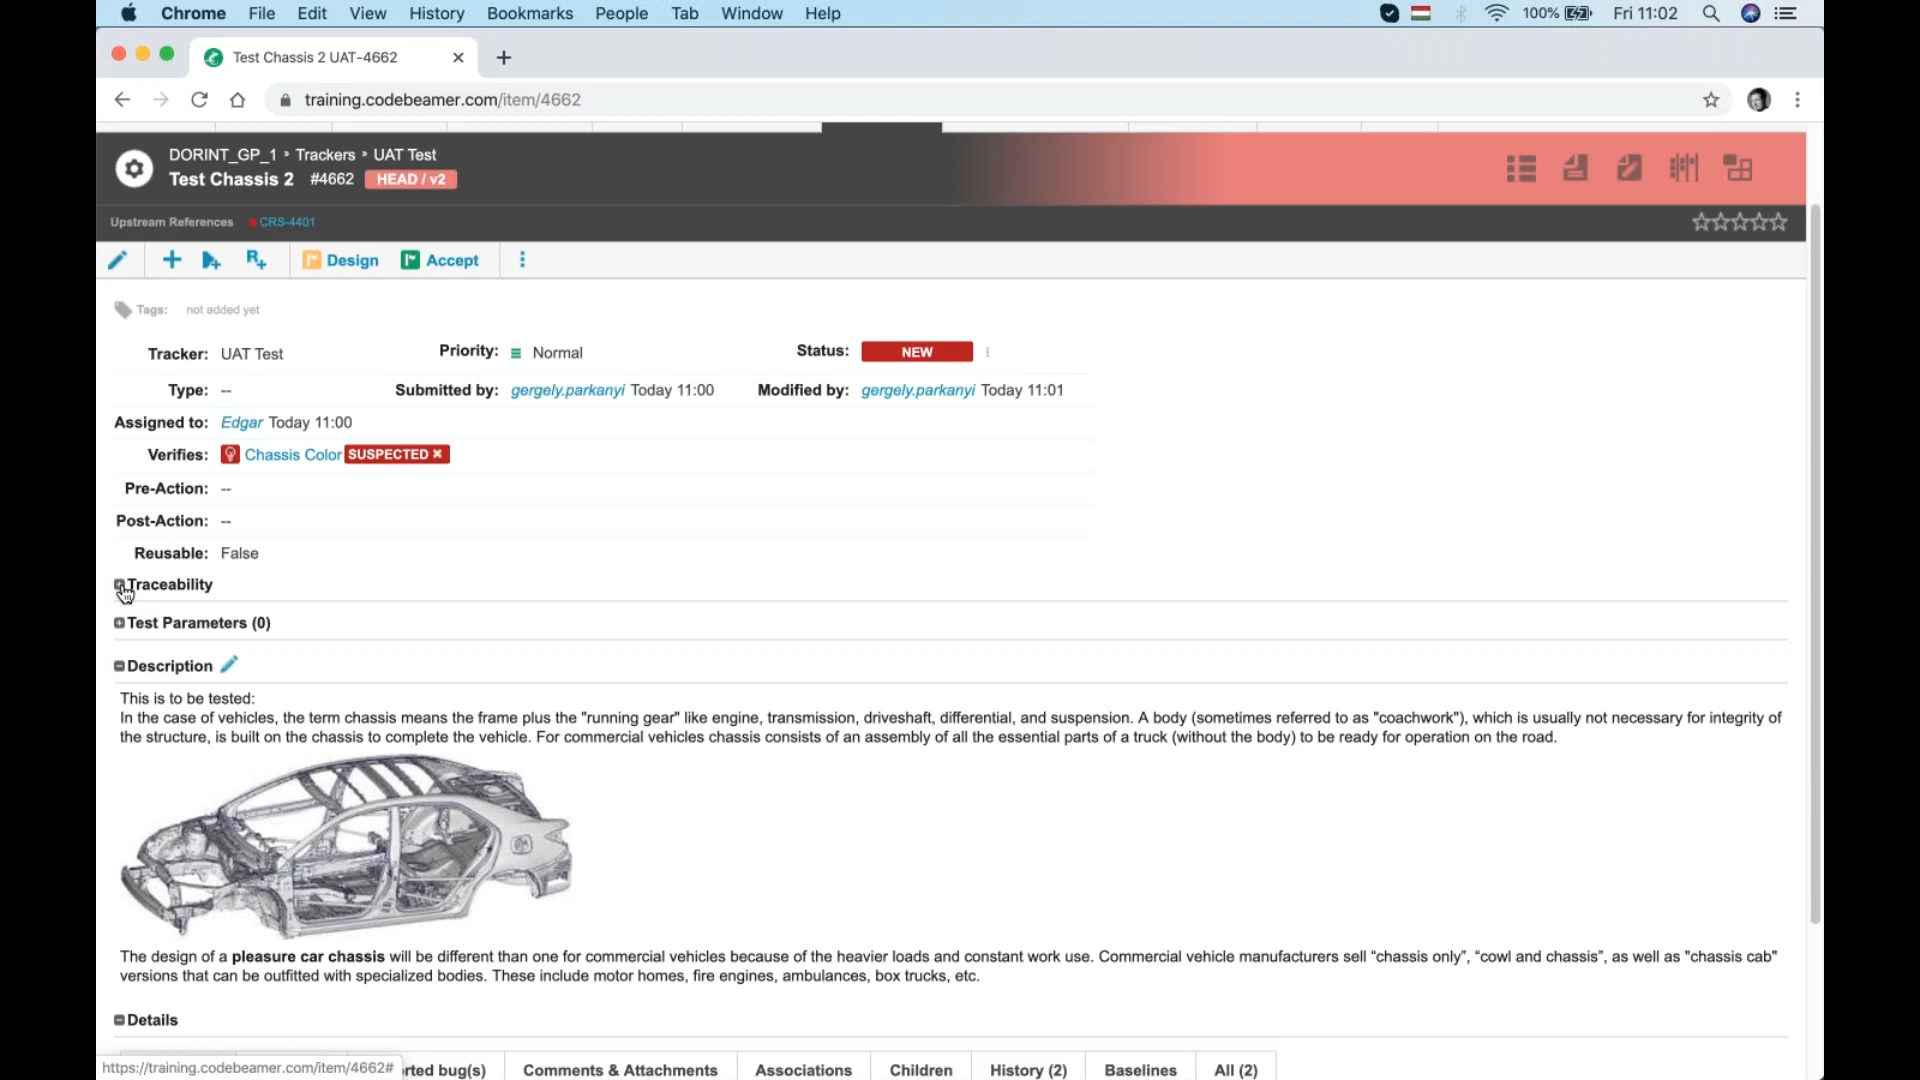 Chrome File Edit View History Bookmarks People Tab Window Help 100% Fri 11:02
Test Chassis 2 UAT-4662
training.codebeamer.com/item/4662
DORINT_GP_1 Trackers UAT Test
Test Chassis 2 #4662 HEAD / v2
Upstream References CRS-4401
Design Accept
Tags: not added yet
Tracker: UAT Test Priority: Normal Status: NEW
Type: -- Submitted by: gergely.parkanyi Today 11:00 Modified by: gergely.parkanyi Today 11:01
Assigned to: Edgar Today 11:00
Verifies: Chassis Color SUSPECTED
Pre-Action: --
Post-Action: --
Reusable: False
Traceability
Test Parameters (0)
Description
This is to be tested:
In the case of vehicles, the term chassis means the frame plus the "running gear" like engine, transmission, driveshaft, differential, and suspension. A body (sometimes referred to as "coachwork"), which is usually not necessary for integrity of
the structure, is built on the chassis to complete the vehicle. For commercial vehicles chassis consists of an assembly of all the essential parts of a truck (without the body) to be ready for operation on the road.
The design of a pleasure car chassis will be different than one for commercial vehicles because of the heavier loads and constant work use. Commercial vehicle manufacturers sell “chassis only”, “cowl and chassis”, as well as "chassis cab"
versions that can be outfitted with specialized bodies. These include motor homes, fire engines, ambulances, box trucks, etc.
Details
https://training.codebeamer.com/item/4662# rted bug(s) Comments & Attachments Associations Children History (2) Baselines All (2)